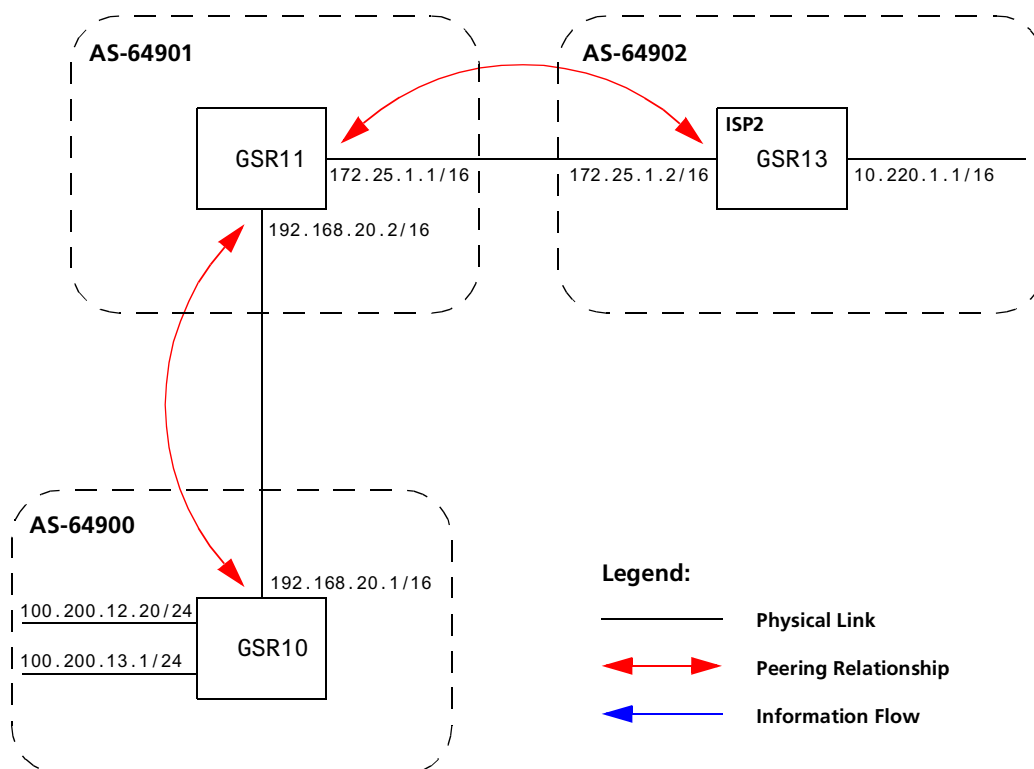 AS-64901
AS-64902
ISP2
GSR11
GSR13
172.25.1.1/16
172.25.1.2/16
10.220.1.1/16
192.168.20.2/16
AS-64900
192.168.20.1/16
100.200.12.20/24
GSR10
100.200.13.1/24
Legend:
Physical Link
Peering Relationship
Information Flow